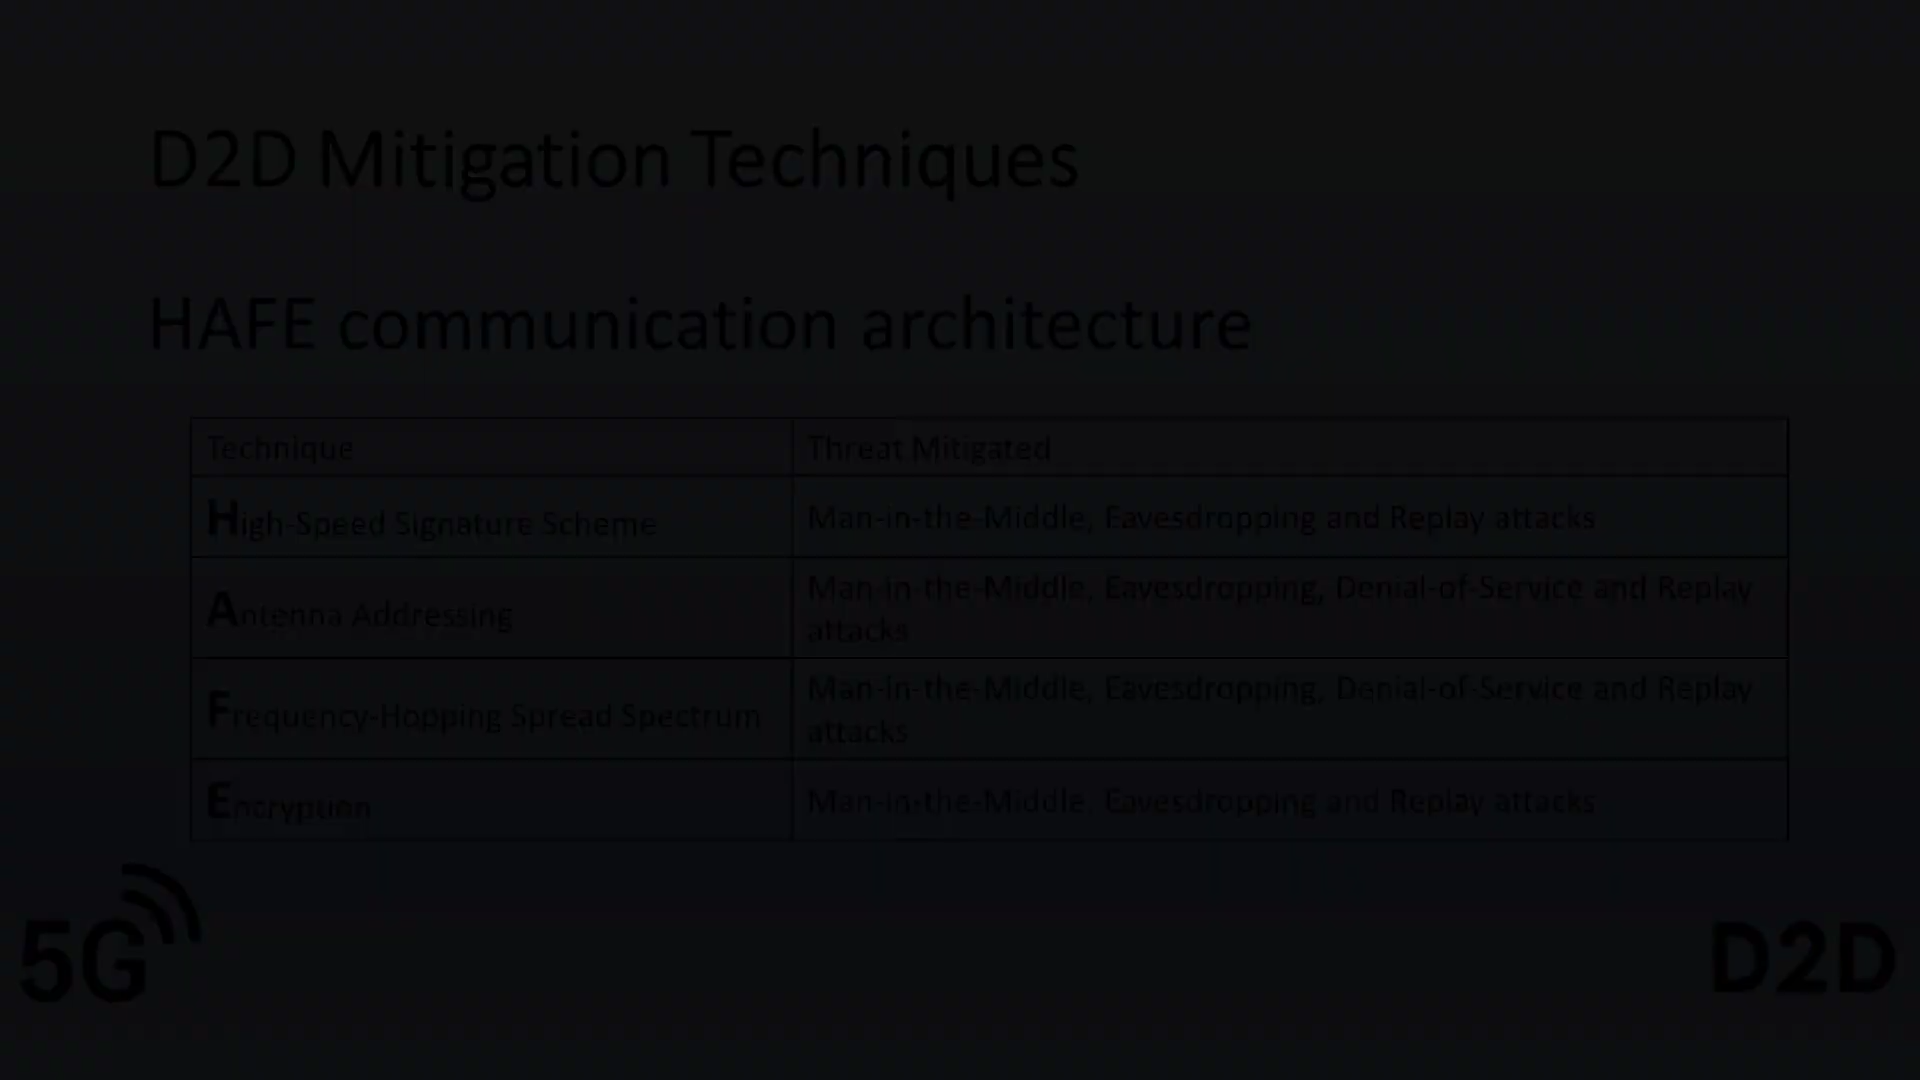 D2D Mitigation Techniques
HAFE communication architecture
Technique
Threat Mitigated
High-Speed Signature Scheme
Man-in-the-Middle, Eavesdropping and Replay attacks
Antenna Addressing
Man-in-the-Middle, Eavesdropping, Denial-of-Service and Replay
attacks
Frequency-Hopping Spread Spectrum
Man-in-the-Middle, Eavesdropping, Denial-of-Service and Replay
attacks
Encryption
Man-in-the-Middle, Eavesdropping and Replay attacks
5G
D2D